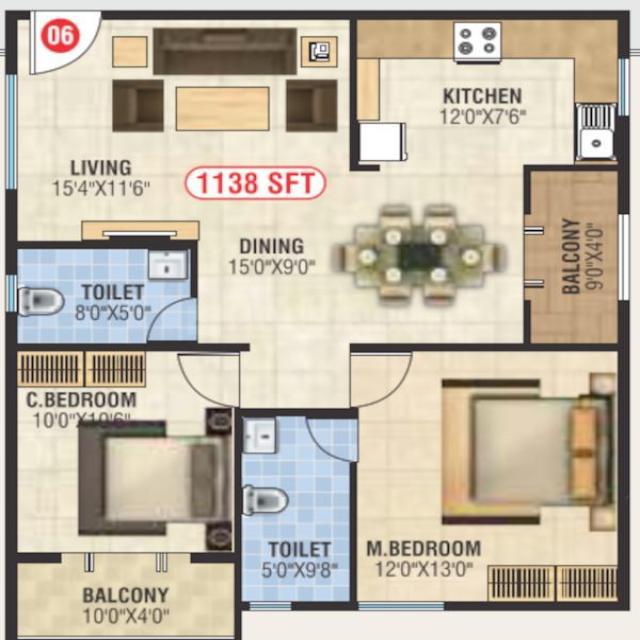 06
KITCHEN
12'0"X7'6"
LIVING
15'4"X11'6"
1138 SFT
DINING
15'0"X9'0"
BALCONY
9'0"X4'0"
TOILET
8'0"X5'0"
C.BEDROOM
10'0"X10'6"
TOILET
5'0"X9'8"
M.BEDROOM
12'0"X13'0"
BALCONY
10'0"X4'0"